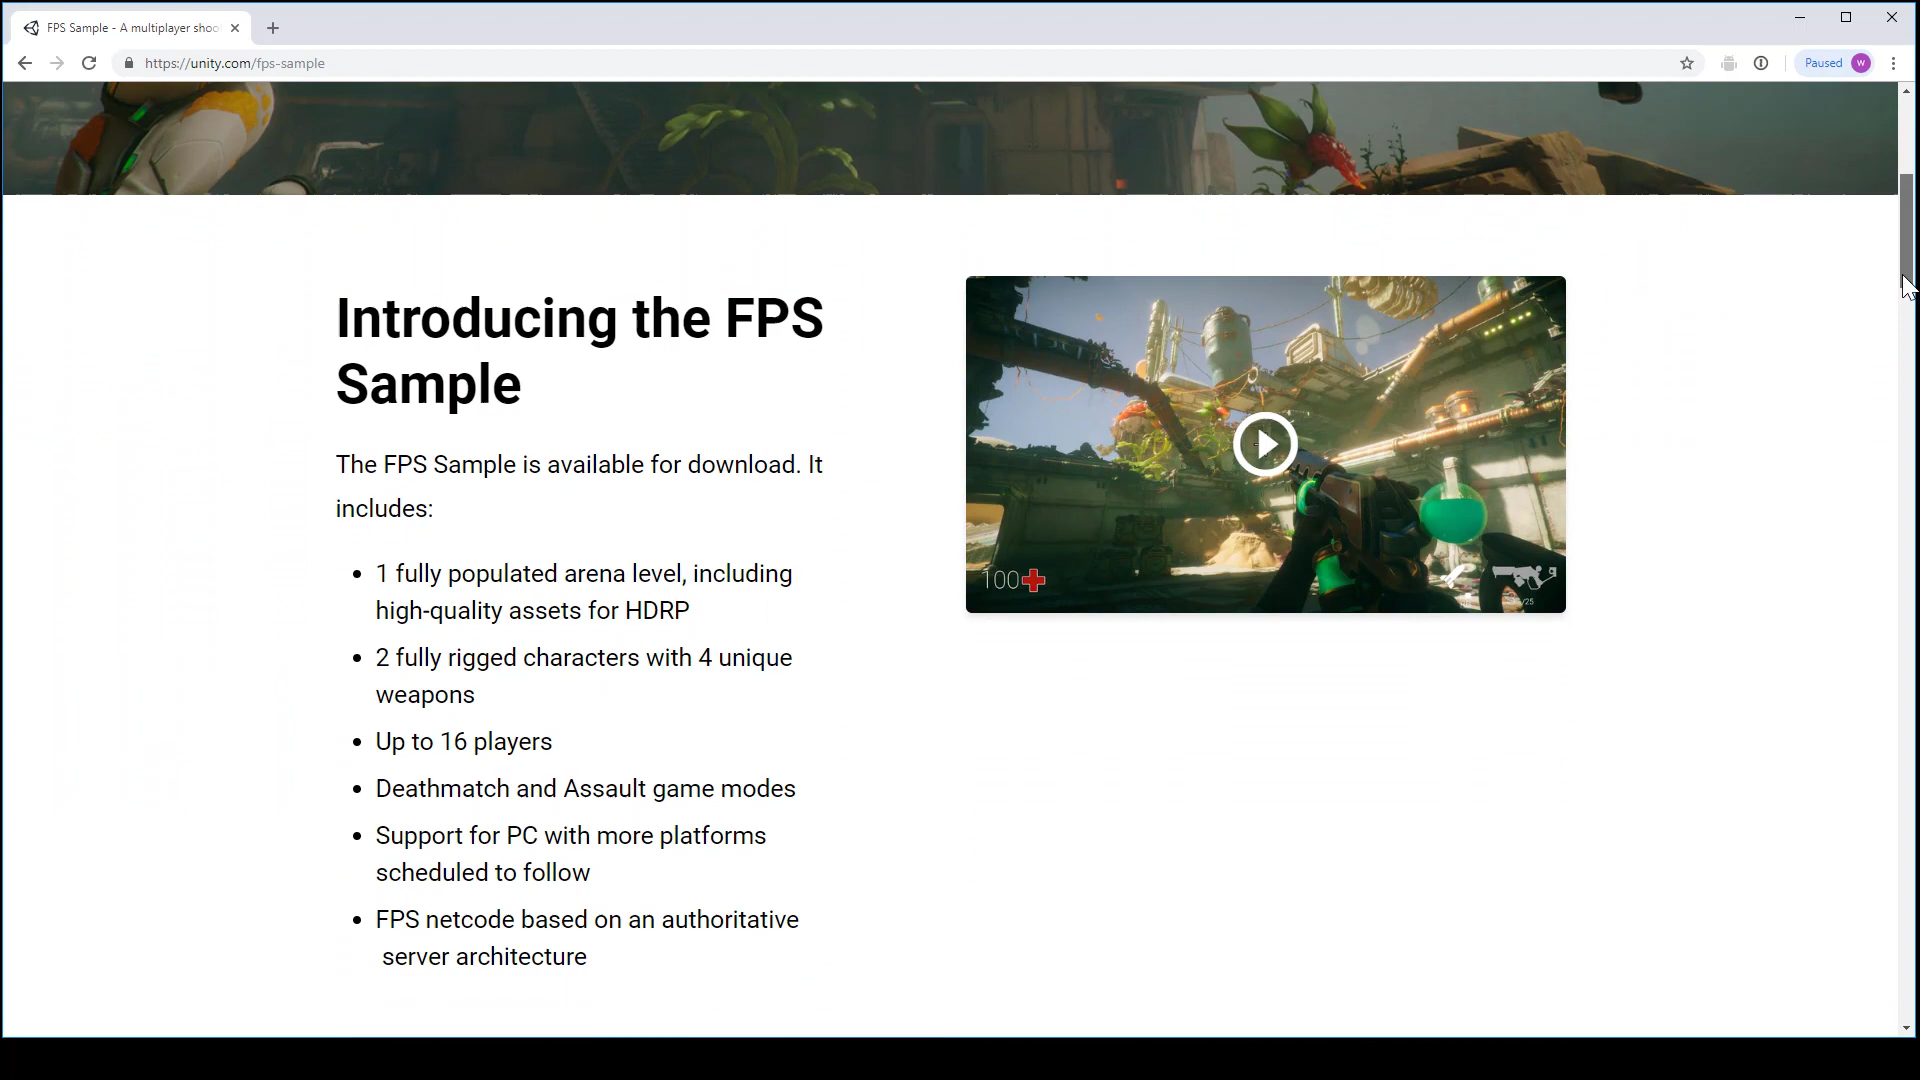 FPS Sample - A multiplayer shoo
https://unity.com/fps-sample
Paused
W
Introducing the FPS
Sample
The FPS Sample is available for download. It
includes:
• 1 fully populated arena level, including
high-quality assets for HDRP
• 2 fully rigged characters with 4 unique
weapons
• Up to 16 players
• Deathmatch and Assault game modes
• Support for PC with more platforms
scheduled to follow
• FPS netcode based on an authoritative
server architecture
100